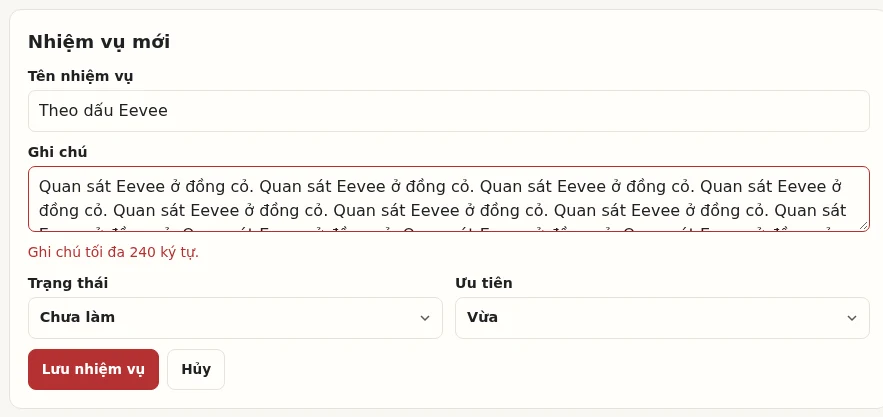 Nhiệm vụ mới
Tên nhiệm vụ
Theo dấu Eevee
Ghi chú
Quan sát Eevee ở đồng cỏ. Quan sát Eevee ở đồng cỏ. Quan sát Eevee ở đồng cỏ. Quan sát Eevee ở
đồng cỏ. Quan sát Eevee ở đồng cỏ. Quan sát Eevee ở đồng cỏ. Quan sát Eevee ở đồng cỏ. Quan sát
Ghi chú tối đa 240 ký tự.
Trạng thái
Ưu tiên
Chưa làm
Vừa
Lưu nhiệm vụ
Hủy